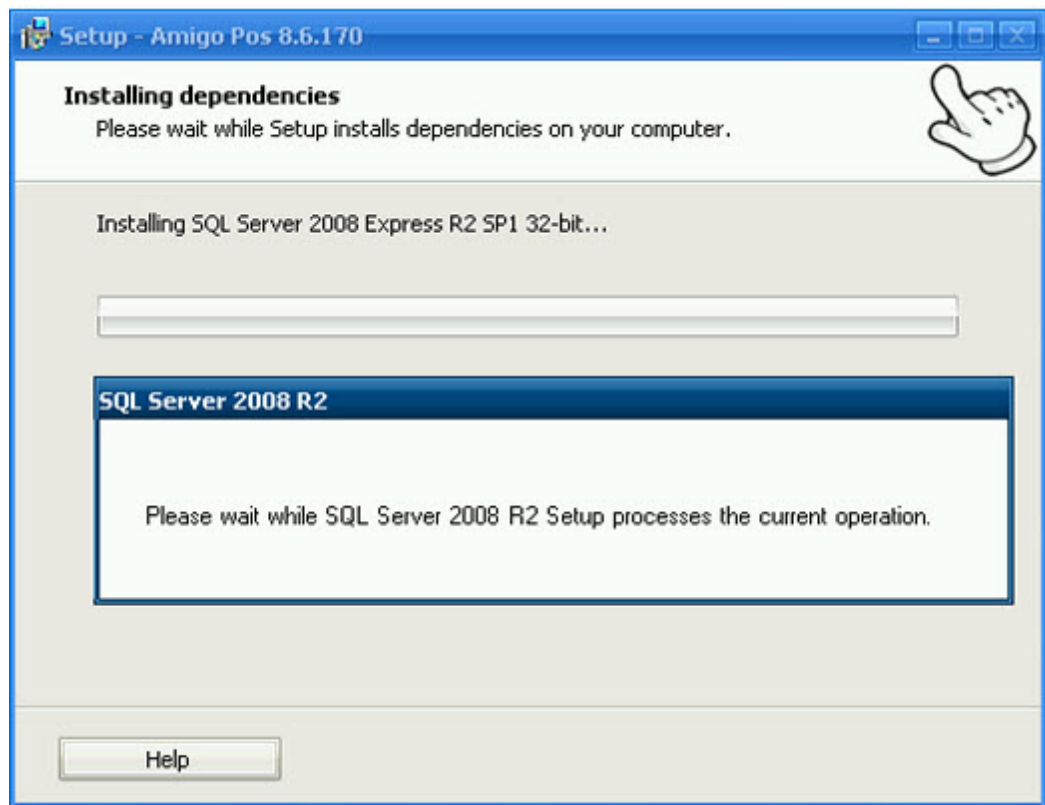 Setup - Amigo Pos 8.6.170
Installing dependencies
Please wait while Setup installs dependencies on your computer.
Installing SQL Server 2008 Express R2 SP1 32-bit...
SQL Server 2008 R2
Please wait while SQL Server 2008 R2 Setup processes the current operation.
Help